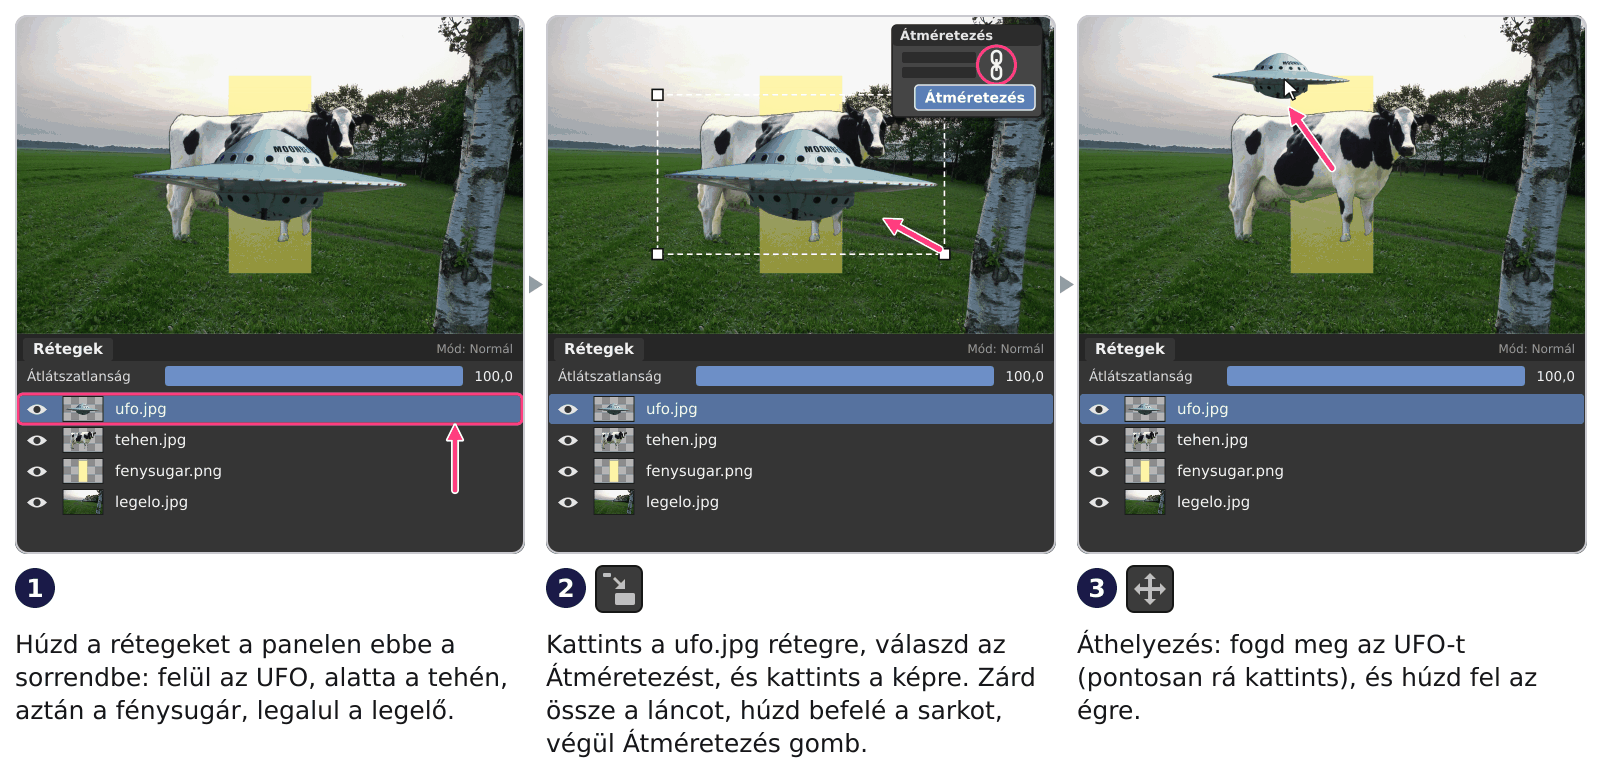 MOONB
Rétegek
Mód: Normál
Átlátszatlanság
100,0
ufo.jpg
tehen.jpg
fenysugar.png
legelo.jpg
1
Húzd a rétegeket a panelen ebbe a
sorrendbe: felül az UFO, alatta a tehén,
aztán a fénysugár, legalul a legelő.
Átméretezés
Átméretezés
Rétegek
Mód: Normál
Átlátszatlanság
100,0
ufo.jpg
tehen.jpg
fenysugar.png
legelo.jpg
2
Kattints a ufo.jpg rétegre, válaszd az
Átméretezést, és kattints a képre. Zárd
össze a láncot, húzd befelé a sarkot,
végül Átméretezés gomb.
Rétegek
Mód: Normál
Átlátszatlanság
100,0
ufo.jpg
tehen.jpg
fenysugar.png
legelo.jpg
3
Áthelyezés: fogd meg az UFO-t
(pontosan rá kattints), és húzd fel az
égre.